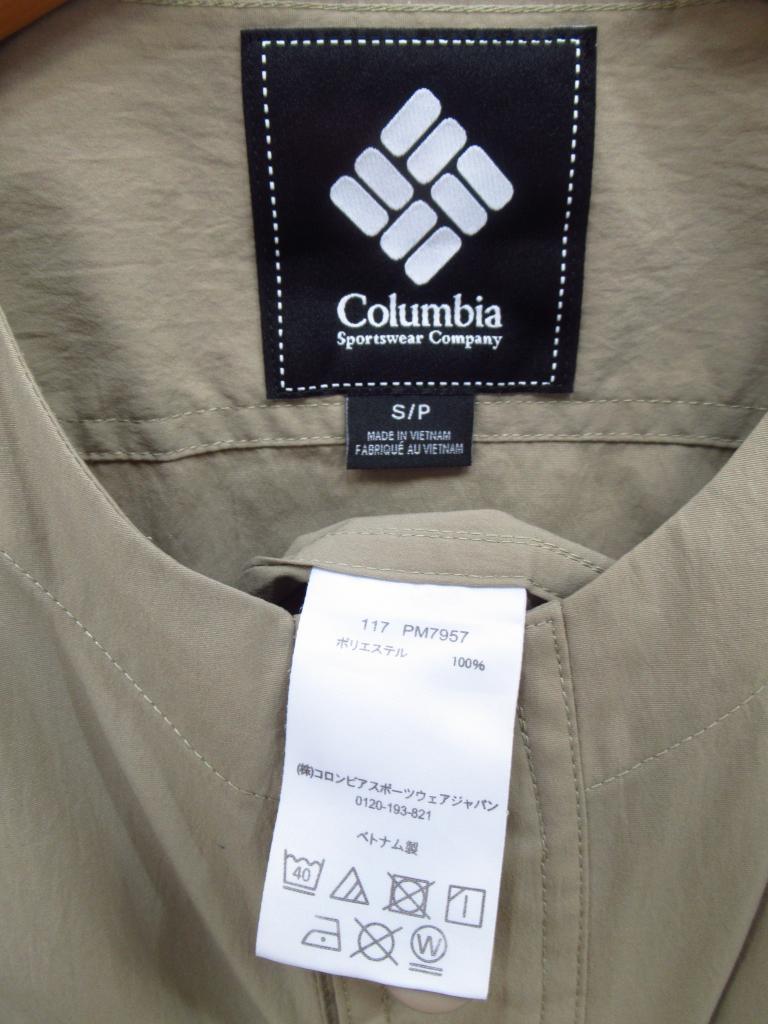 Columbia
Sportswear Company
S/P
MADE IN VIETNAM
FABRIQUÉ AU VIETNAM
117 PM7957
ポリエステル 100%
(株)コロンビアスポーツウェアジャパン
0120-193-821
ベトナム製
40
W